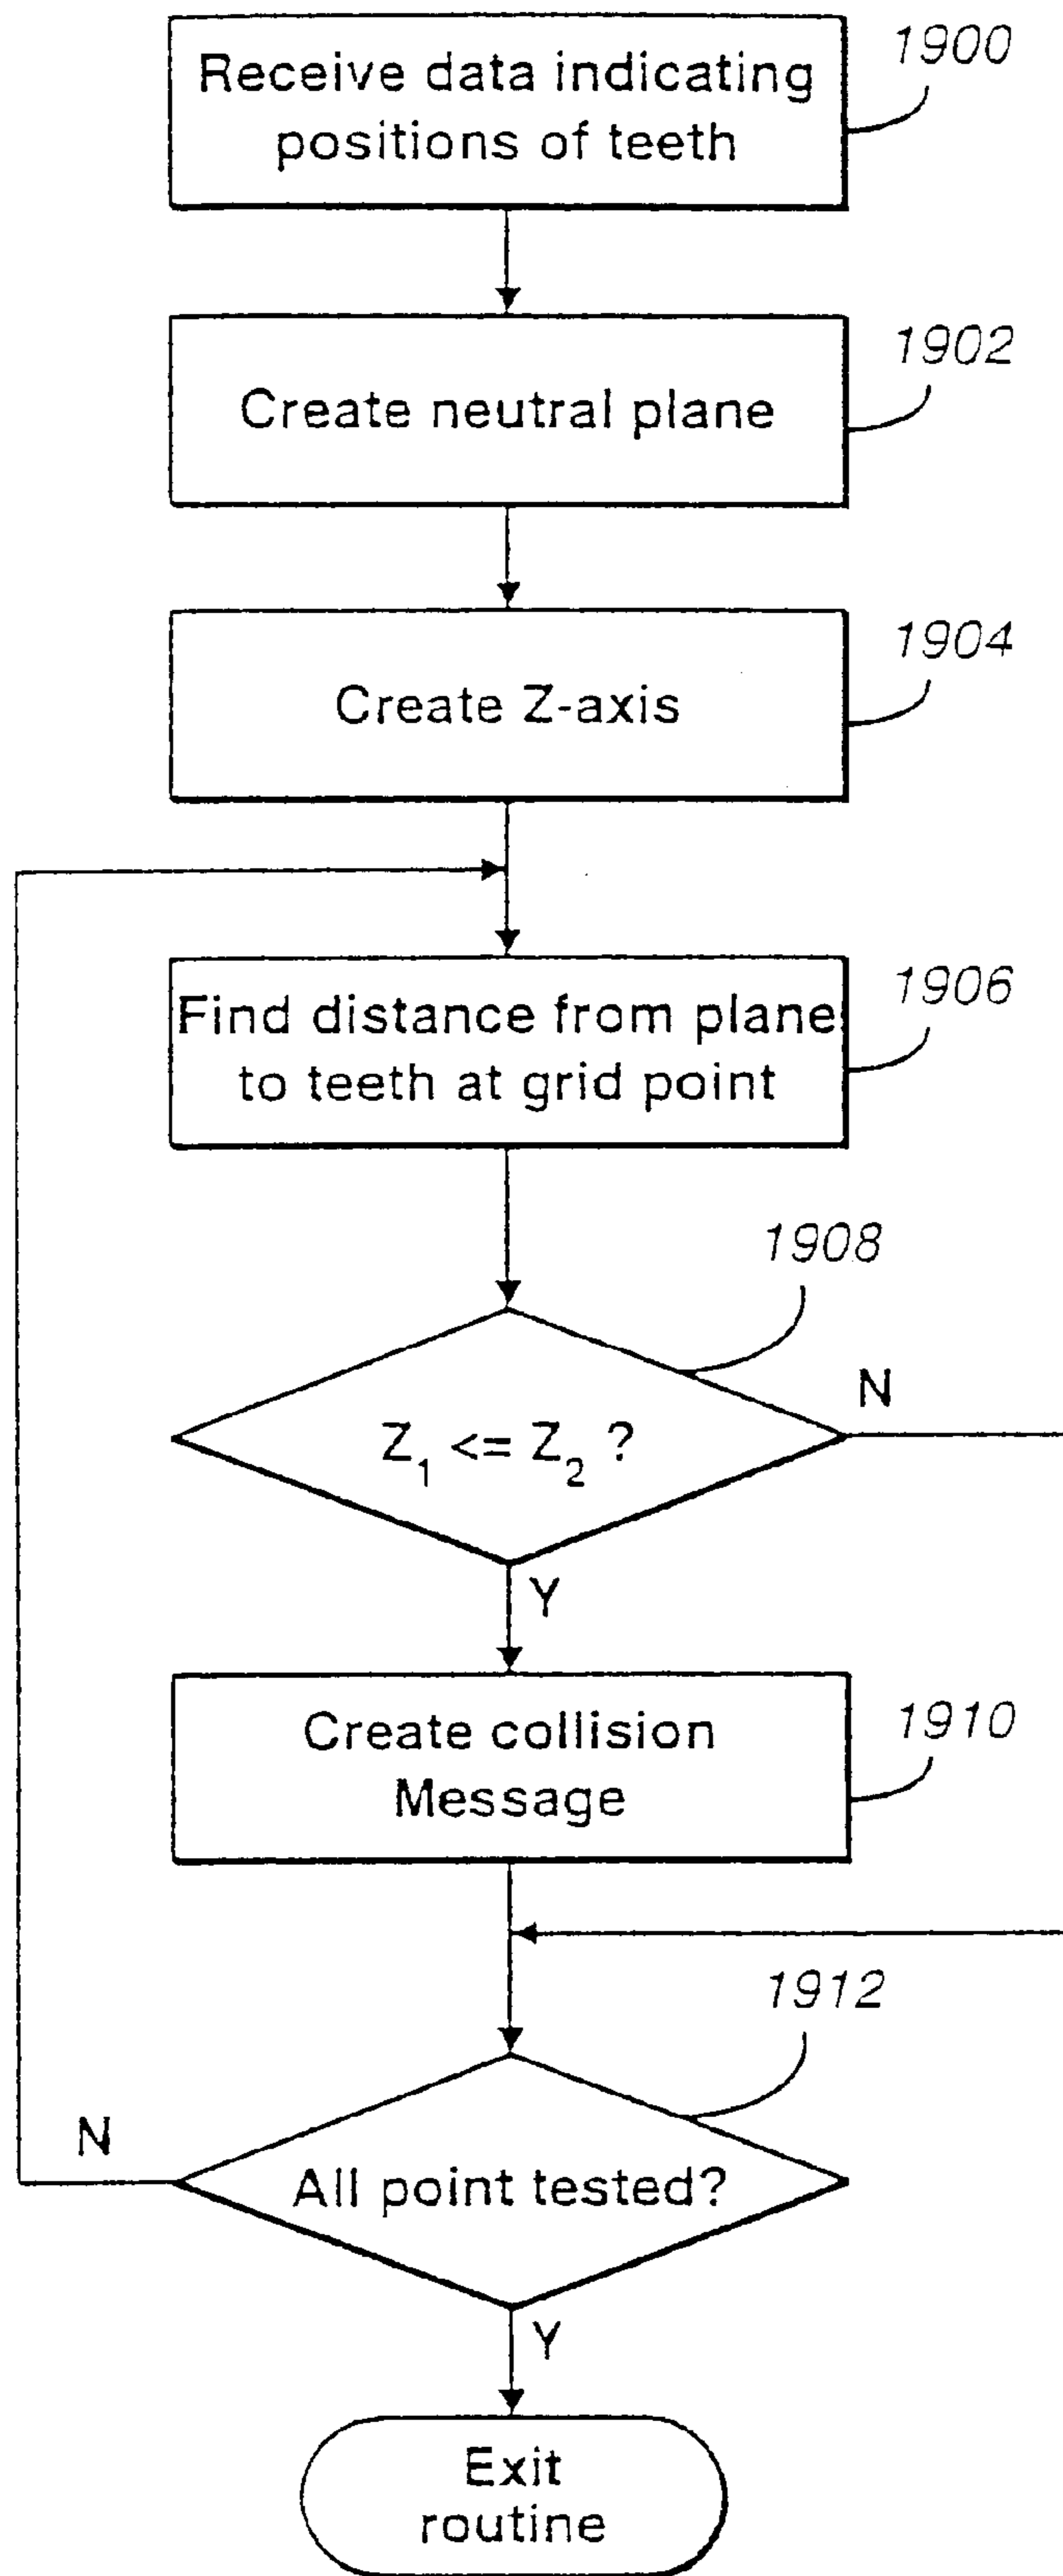 Receive data indicating
positions of teeth
1900
Create neutral plane
1902
Create Z-axis
1904
Find distance from plane
to teeth at grid point
1906
1908
Z1 <= Z2 ?
N
Y
Create collision
Message
1910
1912
N
All point tested?
Y
Exit
routine